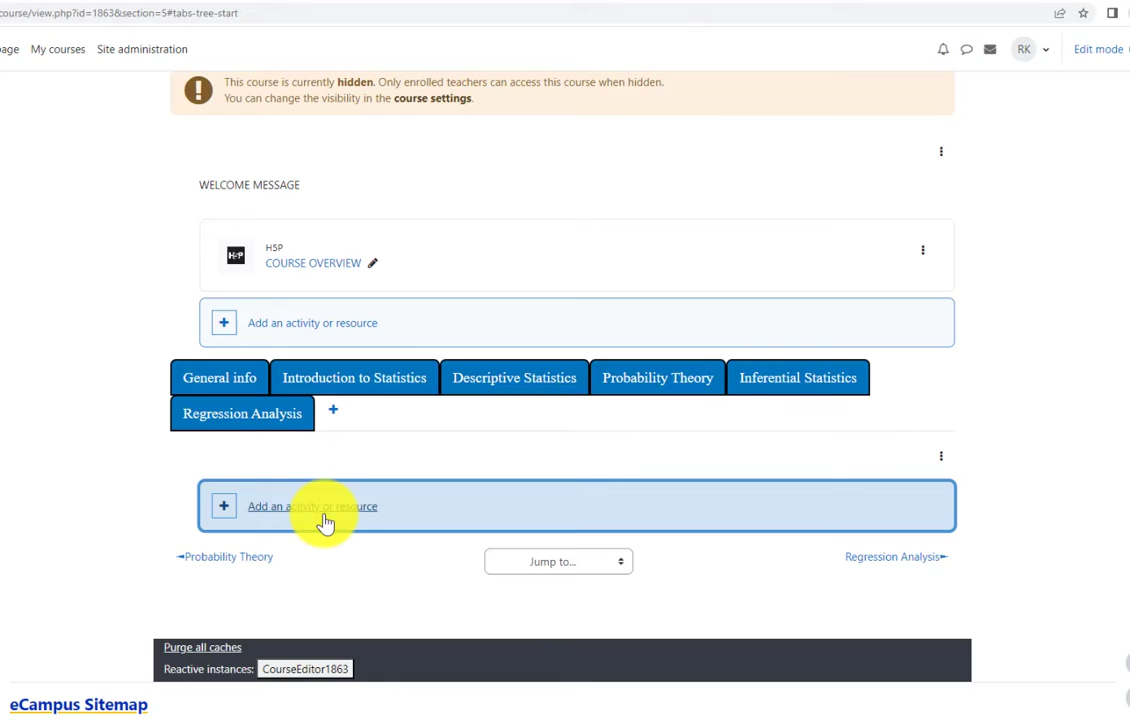 course/view.php?id=1863&section=5#tabs-tree-start
page My courses Site administration RK Edit mode
This course is currently hidden. Only enrolled teachers can access this course when hidden.
You can change the visibility in the course settings.
WELCOME MESSAGE
H5P
H5P
COURSE OVERVIEW
Add an activity or resource
General info Introduction to Statistics Descriptive Statistics Probability Theory Inferential Statistics
Regression Analysis
Add an activity or resource
◄Probability Theory Jump to... Regression Analysis►
Purge all caches
Reactive instances: CourseEditor1863
eCampus Sitemap